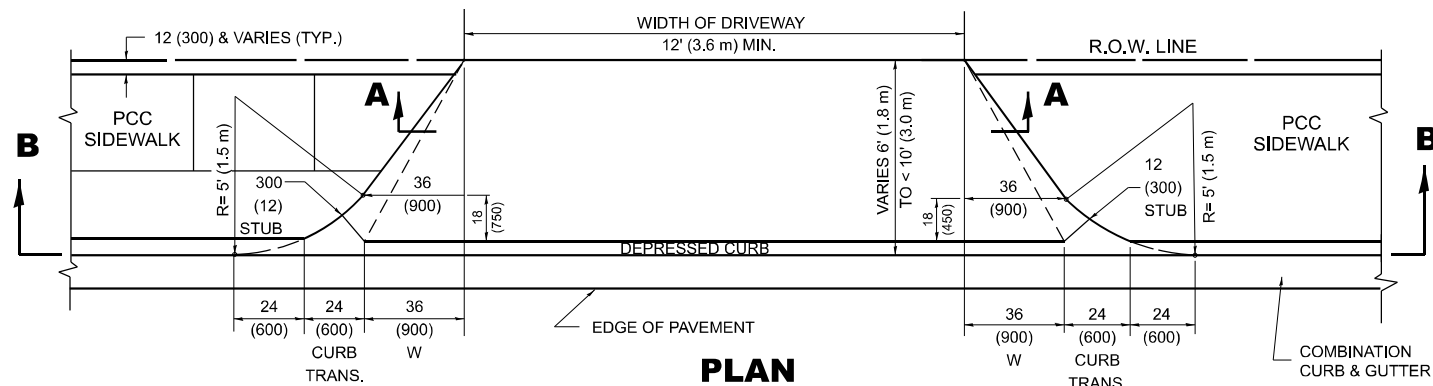 WIDTH OF DRIVEWAY
12' (3.6 m) MIN.
12 (300) & VARIES (TYP.)
R.O.W. LINE
A
A
PCC
SIDEWALK
PCC
SIDEWALK
B
B
R= 5' (1.5 m)
300
(12)
STUB
36
(900)
18
(750)
VARIES 6' (1.8 m)
TO < 10' (3.0 m)
36
(900)
18
(450)
12
(300)
STUB
R= 5' (1.5 m)
DEPRESSED CURB
24
(600)
24
(600)
CURB
TRANS.
36
(900)
W
EDGE OF PAVEMENT
PLAN
36
(900)
W
24
(600)
CURB
TRANS.
24
(600)
COMBINATION
CURB & GUTTER